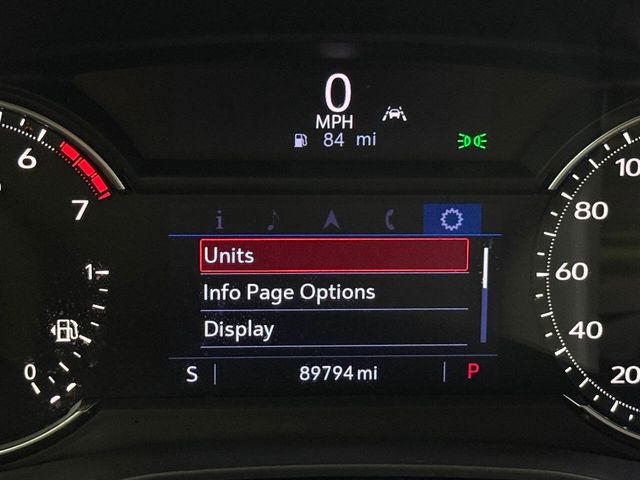 0
MPH
84 mi
6
7
1
0
i
Units
Info Page Options
Display
S 89794 mi P
10
80
60
40
20